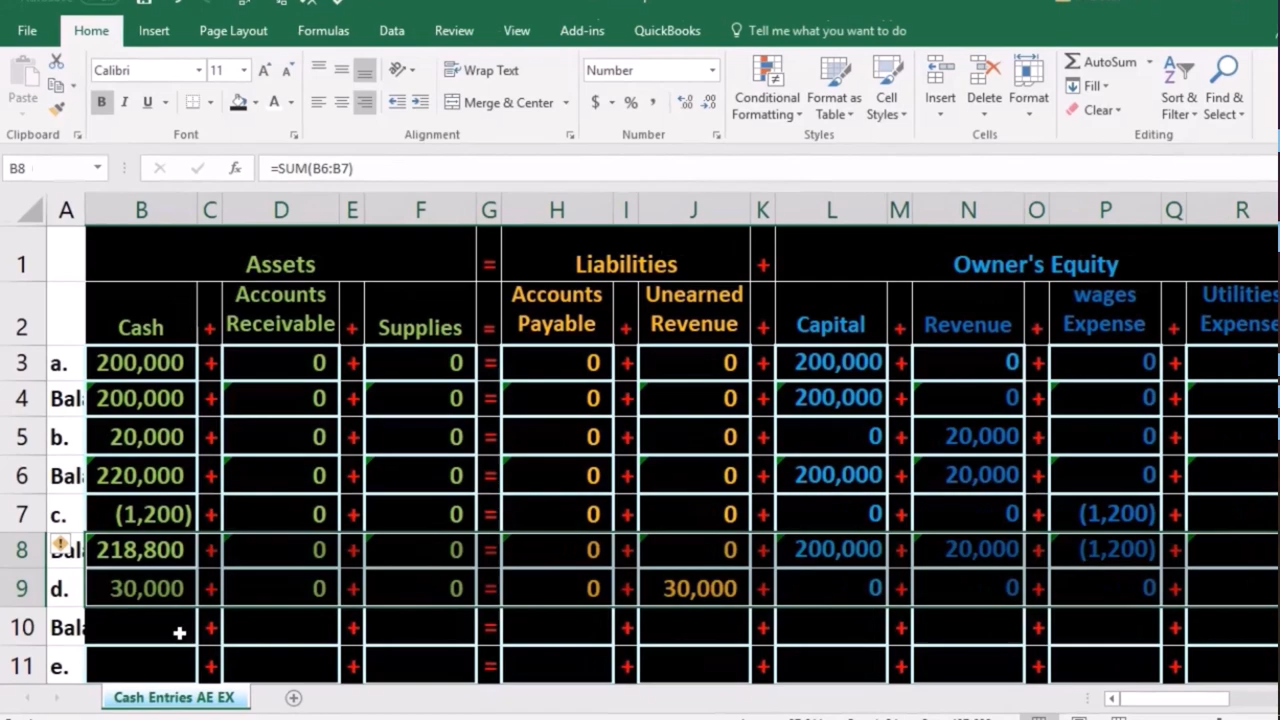 File Home Insert Page Layout Formulas Data Review View Add-ins QuickBooks Tell me what you want to do
Paste
Calibri 11
B I U
Wrap Text
Merge & Center
Number
$ % ,
Conditional Formatting
Format as Table
Cell Styles
Insert
Delete
Format
AutoSum
Fill
Clear
Sort & Filter
Find & Select
Clipboard Font Alignment Number Styles Cells Editing
B8 fx =SUM(B6:B7)
A B C D E F G H I J K L M N O P Q R
1 Assets = Liabilities + Owner's Equity
2 Cash + Accounts Receivable + Supplies = Accounts Payable + Unearned Revenue + Capital + Revenue + wages Expense + Utilities Expense
3 a. 200,000 + 0 + 0 = 0 + 0 + 200,000 + 0 + 0 +
4 Bal 200,000 + 0 + 0 = 0 + 0 + 200,000 + 0 + 0 +
5 b. 20,000 + 0 + 0 = 0 + 0 + 0 + 20,000 + 0 +
6 Bal 220,000 + 0 + 0 = 0 + 0 + 200,000 + 20,000 + 0 +
7 c. (1,200) + 0 + 0 = 0 + 0 + 0 + 0 + (1,200) +
8 Bal 218,800 + 0 + 0 = 0 + 0 + 200,000 + 20,000 + (1,200) +
9 d. 30,000 + 0 + 0 = 0 + 30,000 + 0 + 0 + 0 +
10 Bal + + = + + + + +
11 e. + + = + + + + +
Cash Entries AE EX